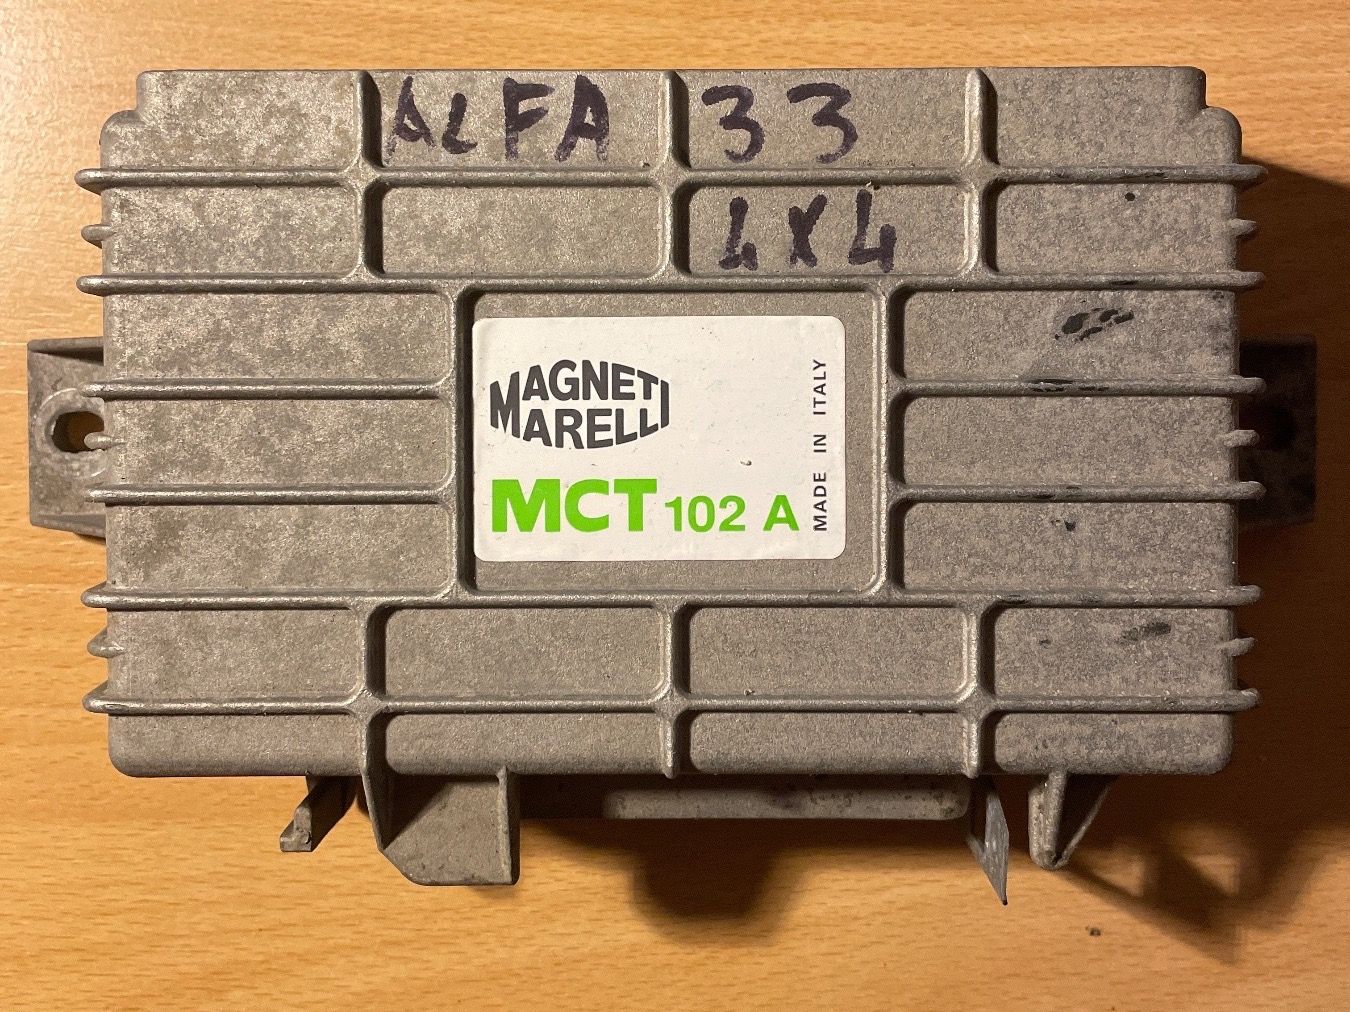 ALFA 33
4X4
MAGNETI
MARELLI
MCT 102 A
MADE IN ITALY